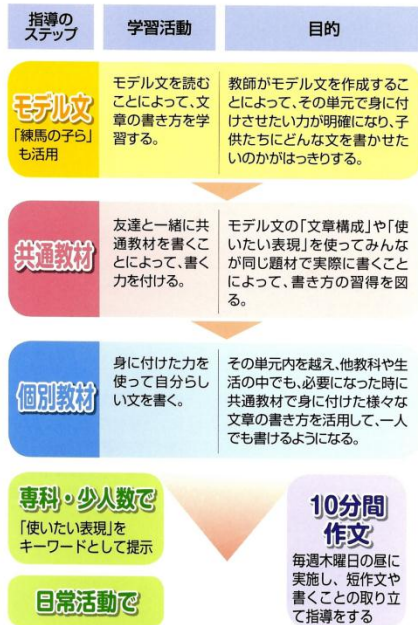 指導の
ステップ
学習活動
目的
モデル文
「練馬の子ら」
も活用
モデル文を読む
ことによって、文
章の書き方を学
習する。
教師がモデル文を作成するこ
とによって、その単元で身に付
けさせたい力が明確になり、子
供たちにどんな文を書かせた
いのかがはっきりする。
共通教材
友達と一緒に共
通教材を書くこ
とによって、書く
力を付ける。
モデル文の「文章構成」や「使
いたい表現」を使ってみんな
が同じ題材で実際に書くこと
によって、書き方の習得を図
る。
個別教材
身に付けた力を
使って自分らし
い文を書く。
その単元内を越え、他教科や生
活の中でも、必要になった時に
共通教材で身に付けた様々な
文章の書き方を活用して、一人
でも書けるようになる。
専科・少人数で
「使いたい表現」を
キーワードとして提示
日常活動で
10分間
作文
毎週木曜日の昼に
実施し、短作文や
書くことの取り立
て指導をする